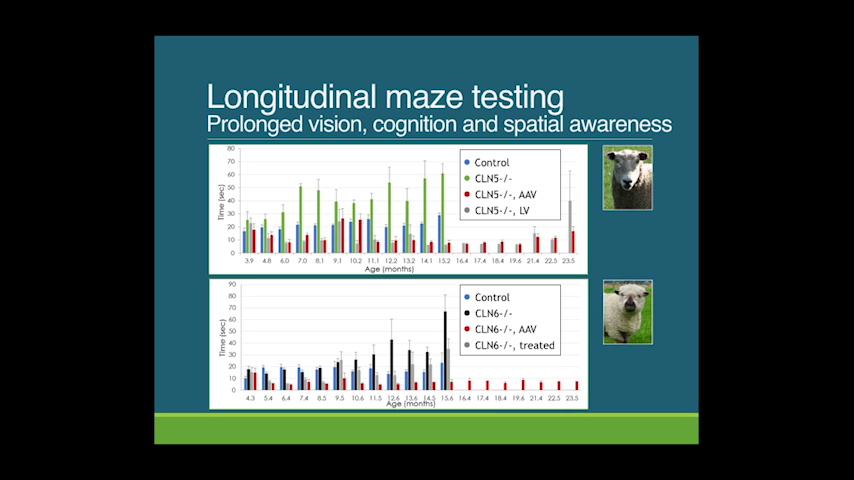 Longitudinal maze testing
Prolonged vision, cognition and spatial awareness
80
70
60
50
40
30
20
10
0
Time (sec)
Control
CLN5-/-
CLN5-/-, AAV
CLN5-/-, LV
3.9 4.8 6.0 7.0 8.1 9.1 10.2 11.1 12.2 13.2 14.1 15.2 16.4 17.4 18.4 19.6 21.4 22.5 23.5
Age (months)
90
80
70
60
50
40
30
20
10
0
Time (sec)
Control
CLN6-/-
CLN6-/-, AAV
CLN6-/-, treated
4.3 5.4 6.4 7.4 8.5 9.5 10.6 11.5 12.6 13.6 14.5 15.6 16.4 17.4 18.4 19.6 21.4 22.5 23.5
Age (months)